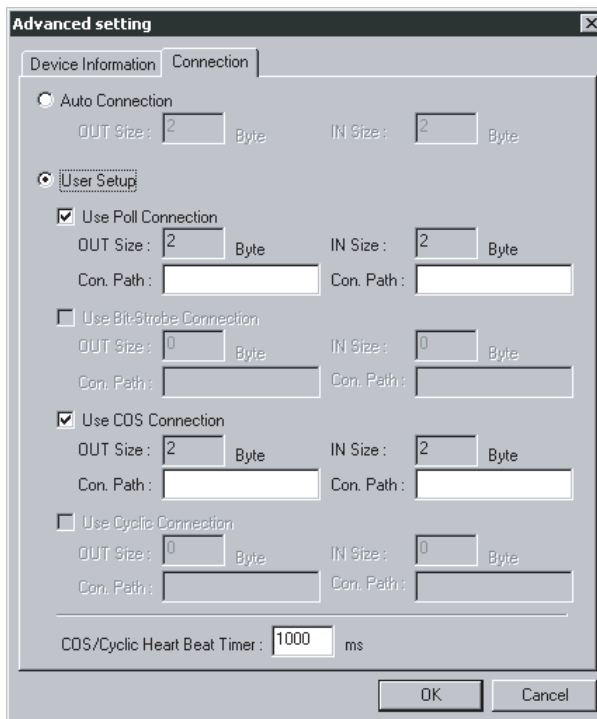 Advanced setting
Device Information Connection
Auto Connection
OUT Size : 2 Byte IN Size : 2 Byte
User Setup
Use Poll Connection
OUT Size : 2 Byte IN Size : 2 Byte
Con. Path : Con. Path :
Use Bit-Strobe Connection
OUT Size : 0 Byte IN Size : 0 Byte
Con. Path : Con. Path :
Use COS Connection
OUT Size : 2 Byte IN Size : 2 Byte
Con. Path : Con. Path :
Use Cyclic Connection
OUT Size : 0 Byte IN Size : 0 Byte
Con. Path : Con. Path :
COS/Cyclic Heart Beat Timer : 1000 ms
OK Cancel